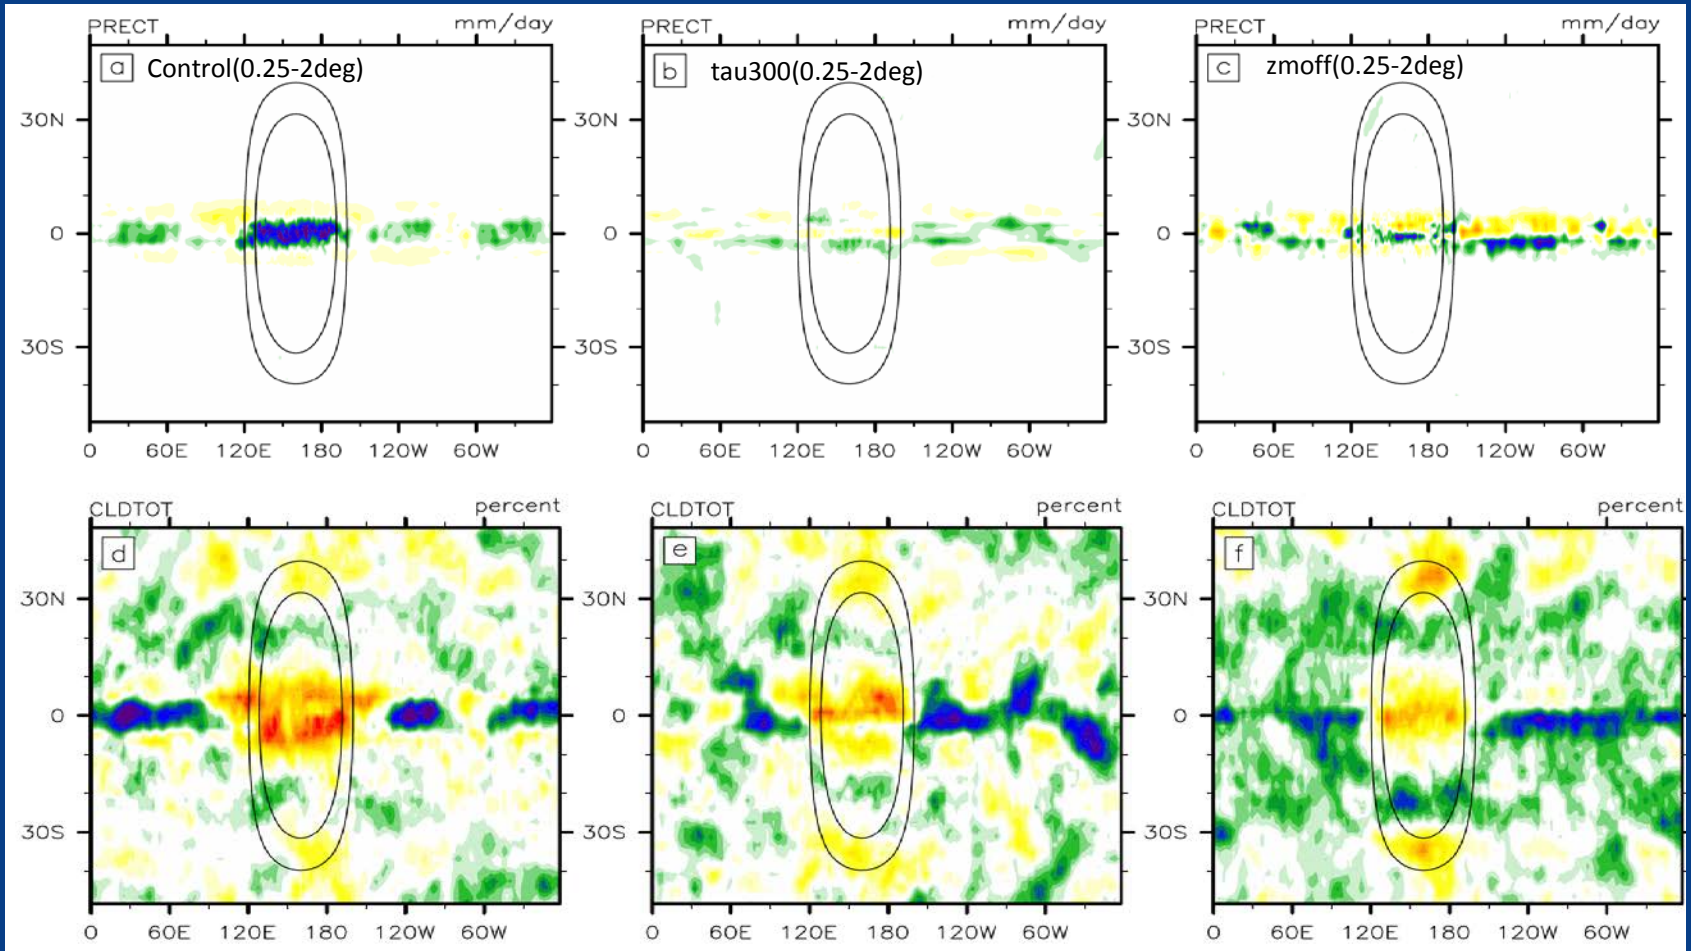 PRECT mm/day
a Control(0.25-2deg)
30N
0
30S
0 60E 120E 180 120W 60W
PRECT mm/day
b tau300(0.25-2deg)
30N
0
30S
0 60E 120E 180 120W 60W
PRECT mm/day
c zmoff(0.25-2deg)
30N
0
30S
0 60E 120E 180 120W 60W
CLDTOT percent
d
30N
0
30S
0 60E 120E 180 120W 60W
CLDTOT percent
e
30N
0
30S
0 60E 120E 180 120W 60W
CLDTOT percent
f
30N
0
30S
0 60E 120E 180 120W 60W